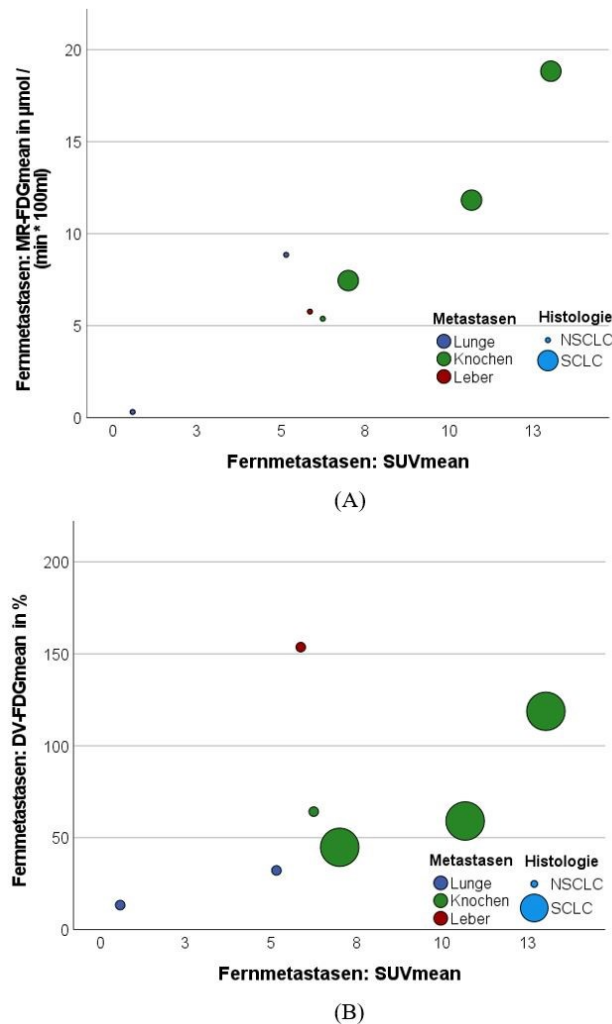 20
15
10
5
0
Fernmetastasen: MR-FDGmean in µmol /
(min * 100ml)
Metastasen
Lunge
Knochen
Leber
Histologie
NSCLC
SCLC
0 3 5 8 10 13
Fernmetastasen: SUVmean
(A)
200
150
100
50
0
Fernmetastasen: DV-FDGmean in %
Metastasen
Lunge
Knochen
Leber
Histologie
NSCLC
SCLC
0 3 5 8 10 13
Fernmetastasen: SUVmean
(B)